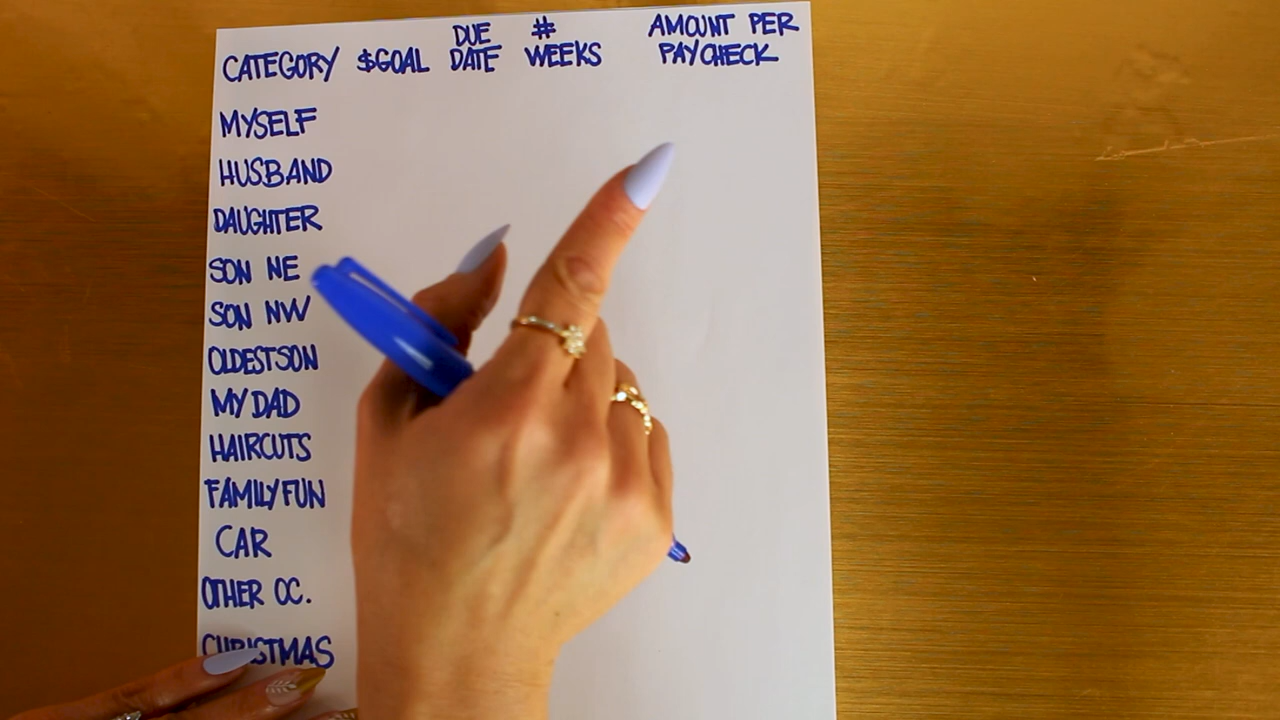 CATEGORY $GOAL DUE DATE # WEEKS AMOUNT PER PAYCHECK
MYSELF
HUSBAND
DAUGHTER
SON NE
SON NW
OLDEST SON
MY DAD
HAIRCUTS
FAMILY FUN
CAR
OTHER OC.
CHRISTMAS